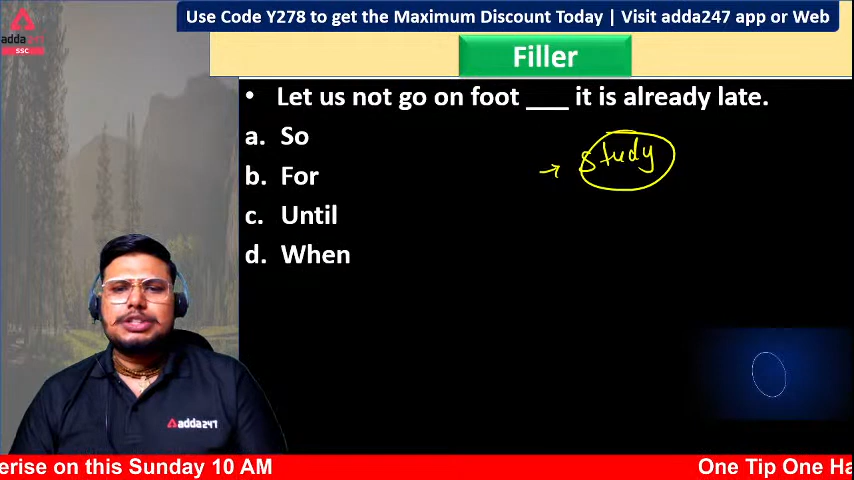 Use Code Y278 to get the Maximum Discount Today | Visit adda247 app or Web
adda247
SSC
Filler
• Let us not go on foot ___ it is already late.
a. So
b. For
c. Until
d. When
→ study
adda247
erise on this Sunday 10 AM
One Tip One Ha